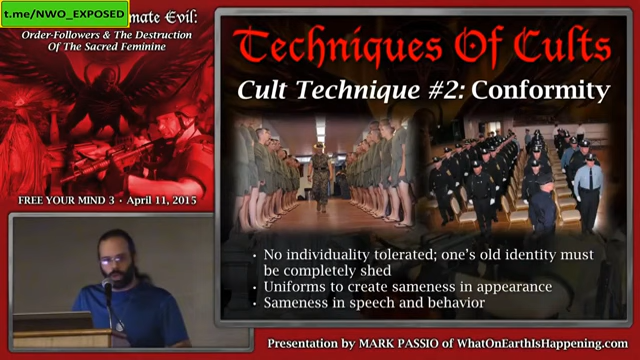 t.me/NWO_EXPOSED
mate Evil:
Order-Followers & The Destruction
Of The Sacred Feminine
FREE YOUR MIND 3 · April 11, 2015
Techniques Of Cults
Cult Technique #2: Conformity
· No individuality tolerated; one's old identity must
be completely shed
· Uniforms to create sameness in appearance
· Sameness in speech and behavior
Presentation by MARK PASSIO of WhatOnEarthIsHappening.com